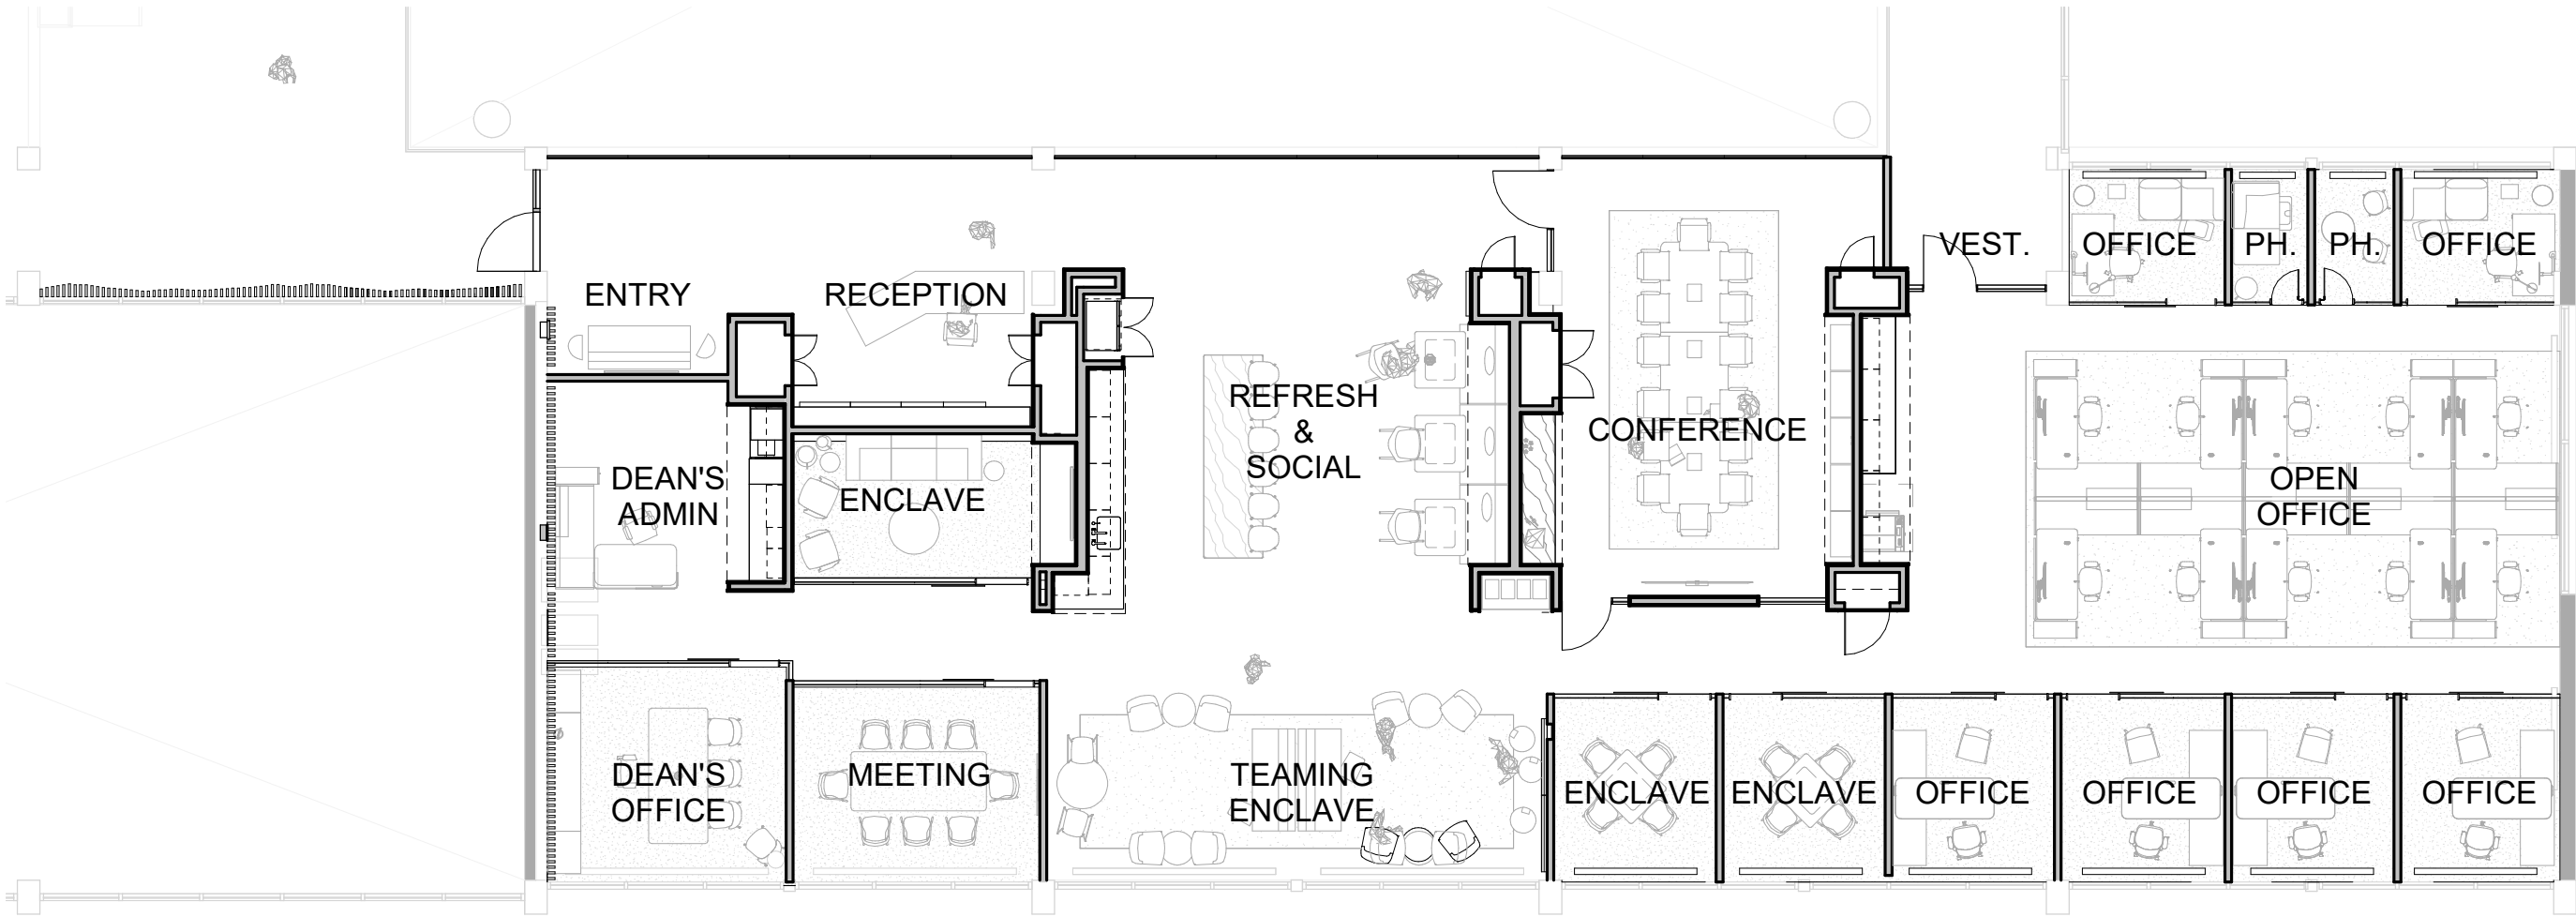 VEST.
OFFICE
PH.
PH.
OFFICE
ENTRY
RECEPTION
REFRESH
&
SOCIAL
CONFERENCE
DEAN'S
ADMIN
ENCLAVE
OPEN
OFFICE
DEAN'S
OFFICE
MEETING
TEAMING
ENCLAVE
ENCLAVE
ENCLAVE
OFFICE
OFFICE
OFFICE
OFFICE